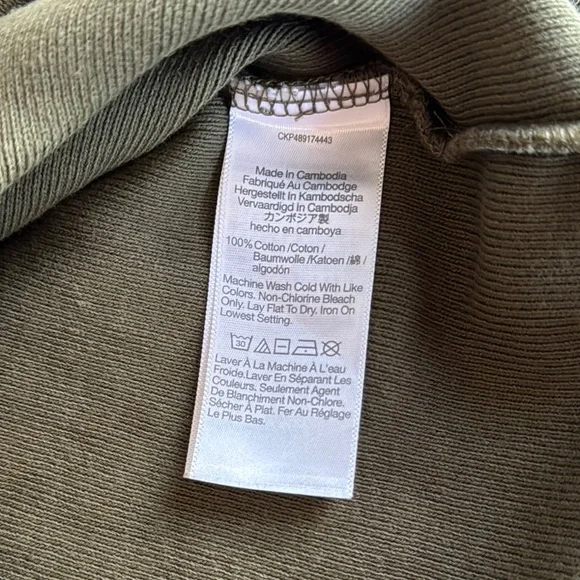 CKP489174443
Made In Cambodia
Fabriqué Au Cambodge
Hergestellt In Kambodscha
Vervaardigd In Cambodja
カンボジア製
hecho en camboya
100% Cotton /Coton /
Baumwolle /Katoen /綿 /
algodón
Machine Wash Cold With Like
Colors. Non-Chlorine Bleach
Only. Lay Flat To Dry. Iron On
Lowest Setting.
30
Laver À La Machine À L'eau
Froide.Laver En Séparant Les
Couleurs. Seulement Agent
De Blanchiment Non-Chlore.
Sécher À Plat. Fer Au Réglage
Le Plus Bas.